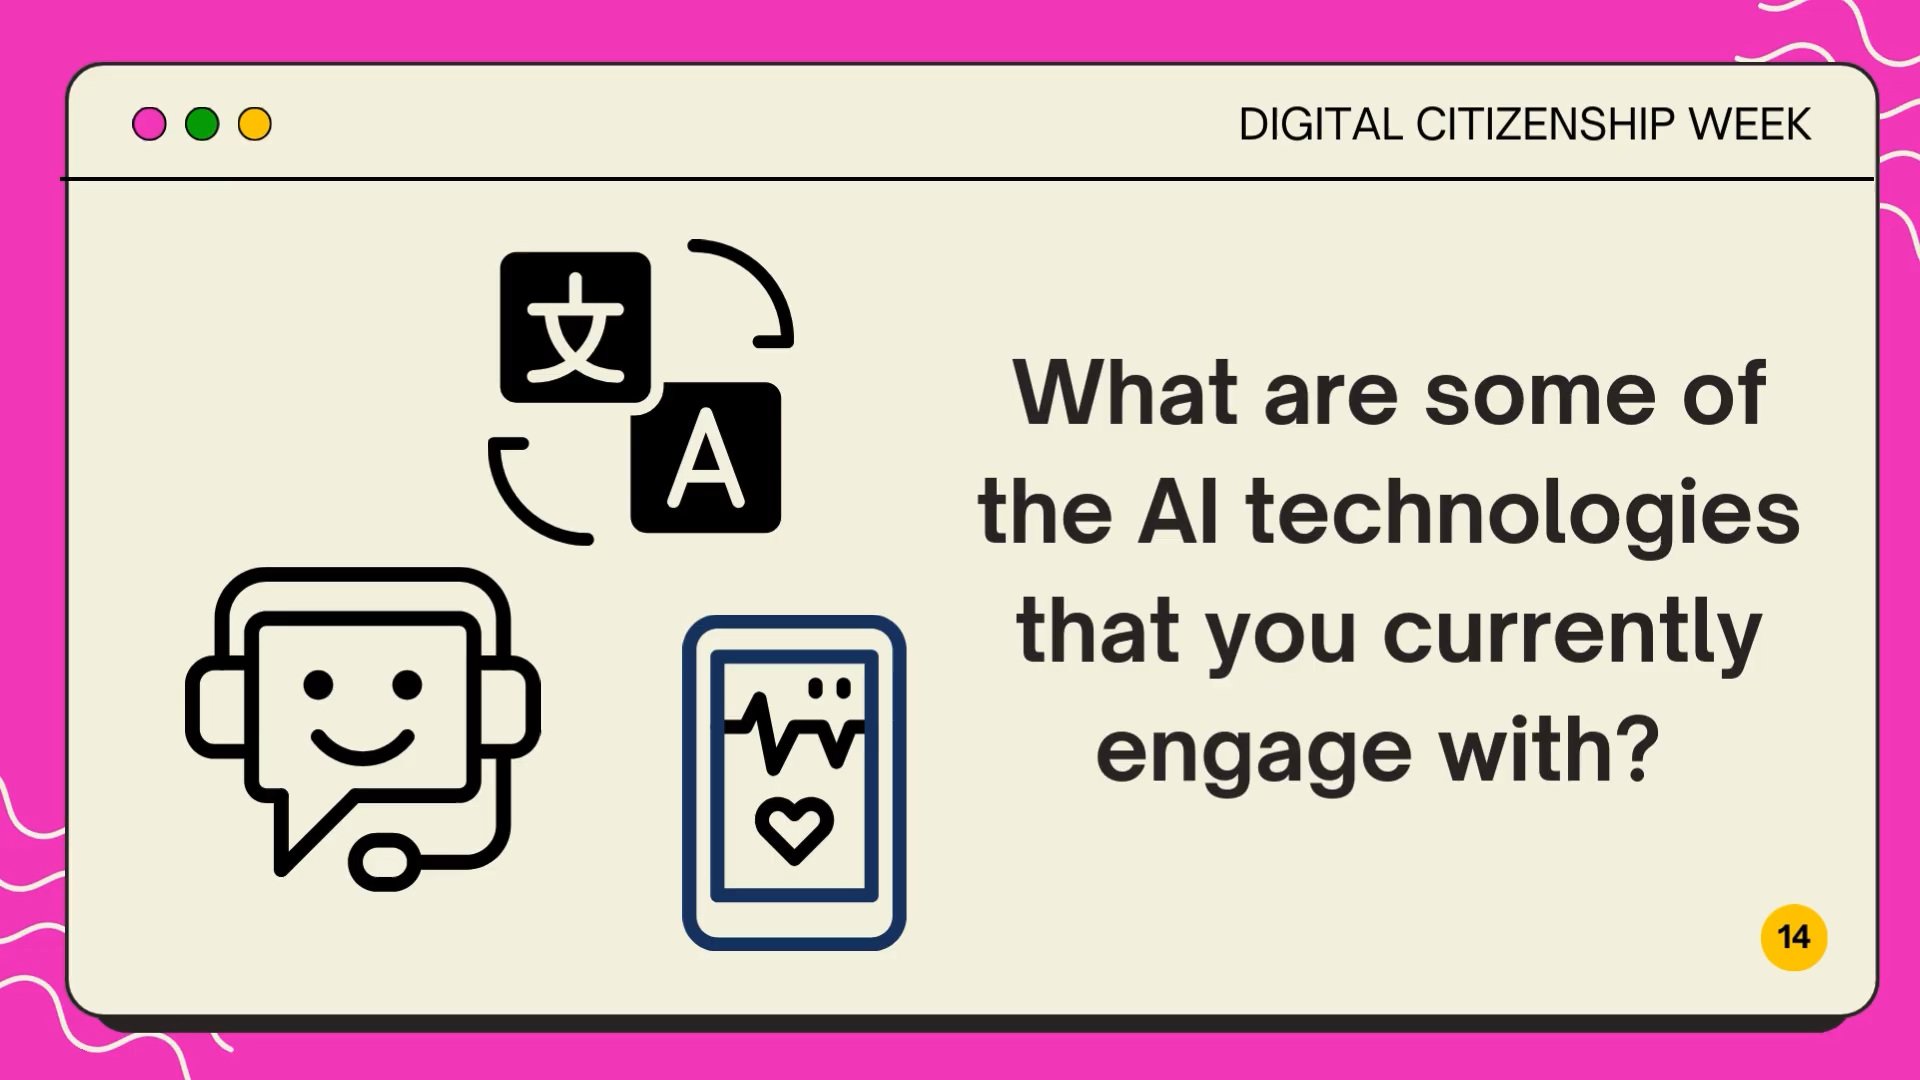 DIGITAL CITIZENSHIP WEEK
文
A
What are some of
the AI technologies
that you currently
engage with?
14